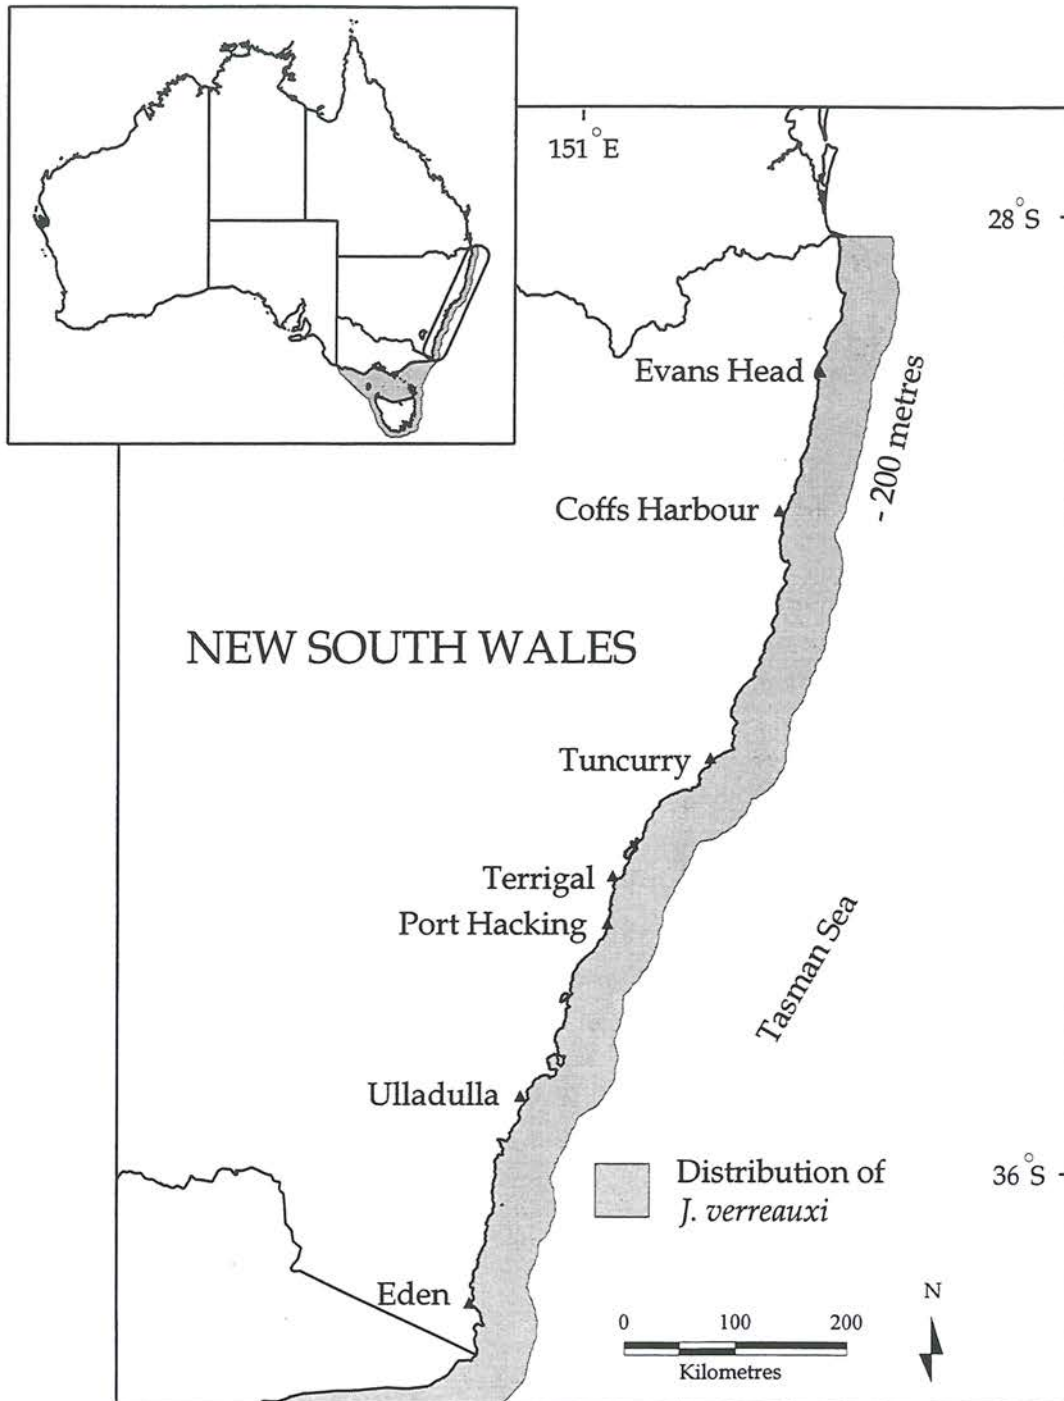 151°E
28°S
Evans Head
- 200 metres
Coffs Harbour
NEW SOUTH WALES
Tuncurry
Terrigal
Port Hacking
Tasman Sea
Ulladulla
Distribution of
J. verreauxi
36°S
Eden
N
0 100 200
Kilometres